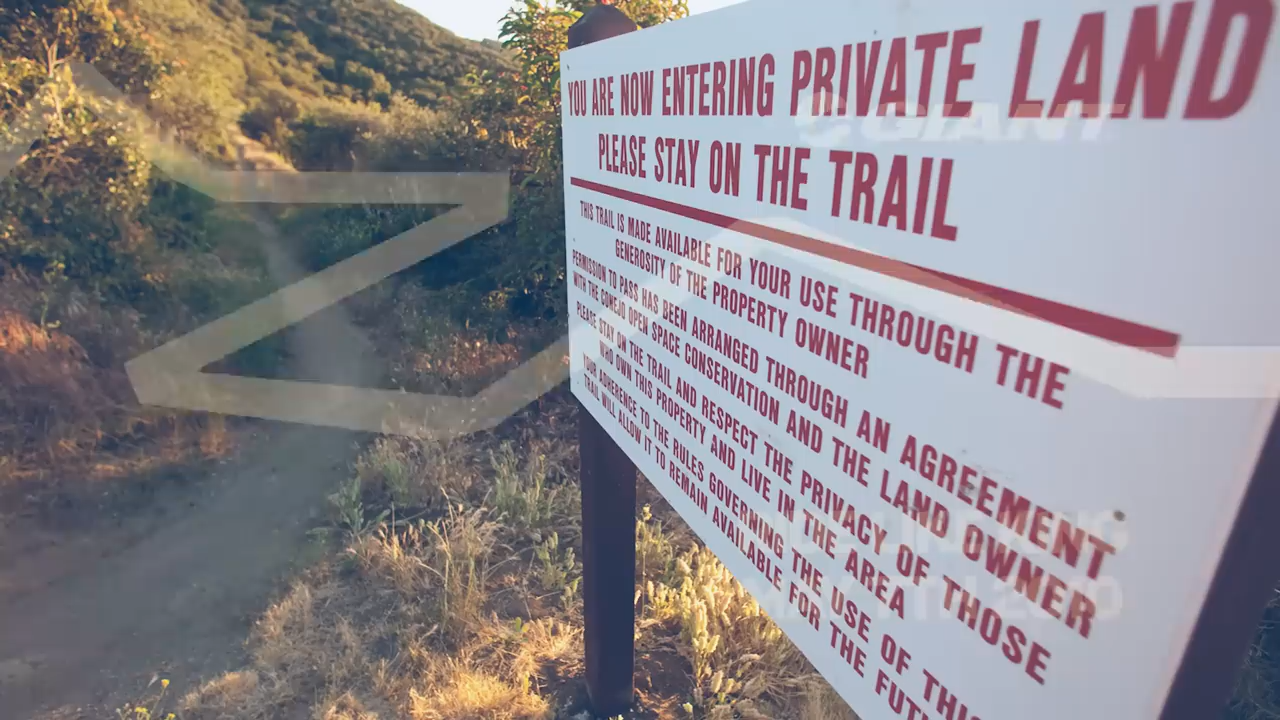 YOU ARE NOW ENTERING PRIVATE LAND
PLEASE STAY ON THE TRAIL
THIS TRAIL IS MADE AVAILABLE FOR YOUR USE THROUGH THE
GENEROSITY OF THE PROPERTY OWNER
PERMISSION TO PASS HAS BEEN ARRANGED THROUGH AN AGREEMENT
WITH THE CONEJO OPEN SPACE CONSERVATION AND THE LAND OWNER
PLEASE STAY ON THE TRAIL AND RESPECT THE PRIVACY OF THOSE
WHO OWN THIS PROPERTY AND LIVE IN THE AREA
YOUR ADHERENCE TO THE RULES GOVERNING THE USE OF THIS
TRAIL WILL ALLOW IT TO REMAIN AVAILABLE FOR THE
GIANT